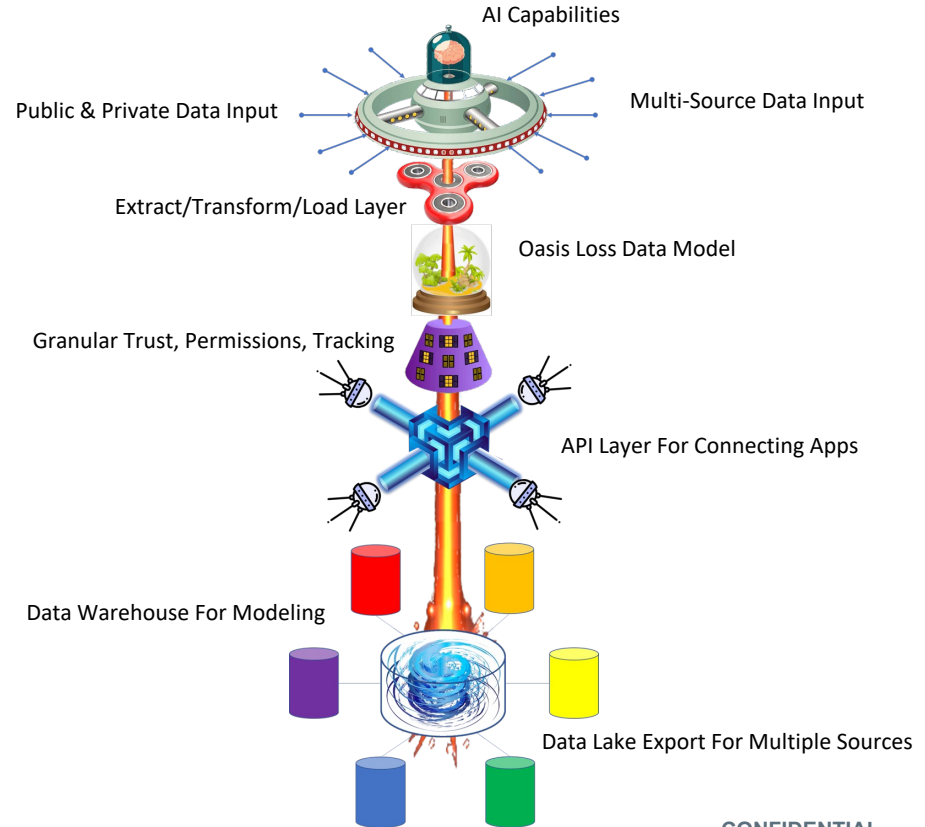 AI Capabilities
Public & Private Data Input
Multi-Source Data Input
Extract/Transform/Load Layer
Oasis Loss Data Model
Granular Trust, Permissions, Tracking
API Layer For Connecting Apps
Data Warehouse For Modeling
Data Lake Export For Multiple Sources
CONFIDENTIAL